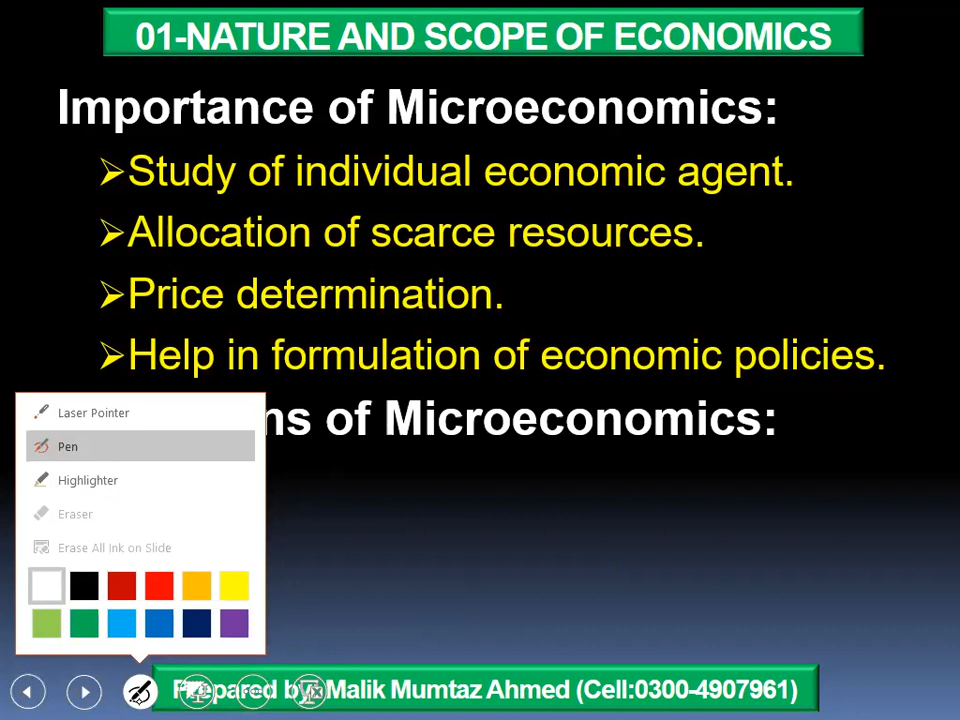 01-NATURE AND SCOPE OF ECONOMICS
Importance of Microeconomics:
➢Study of individual economic agent.
➢Allocation of scarce resources.
➢Price determination.
➢Help in formulation of economic policies.
ns of Microeconomics:
Laser Pointer
Pen
Highlighter
Eraser
Erase All Ink on Slide
Prepared by: Malik Mumtaz Ahmed (Cell:0300-4907961)